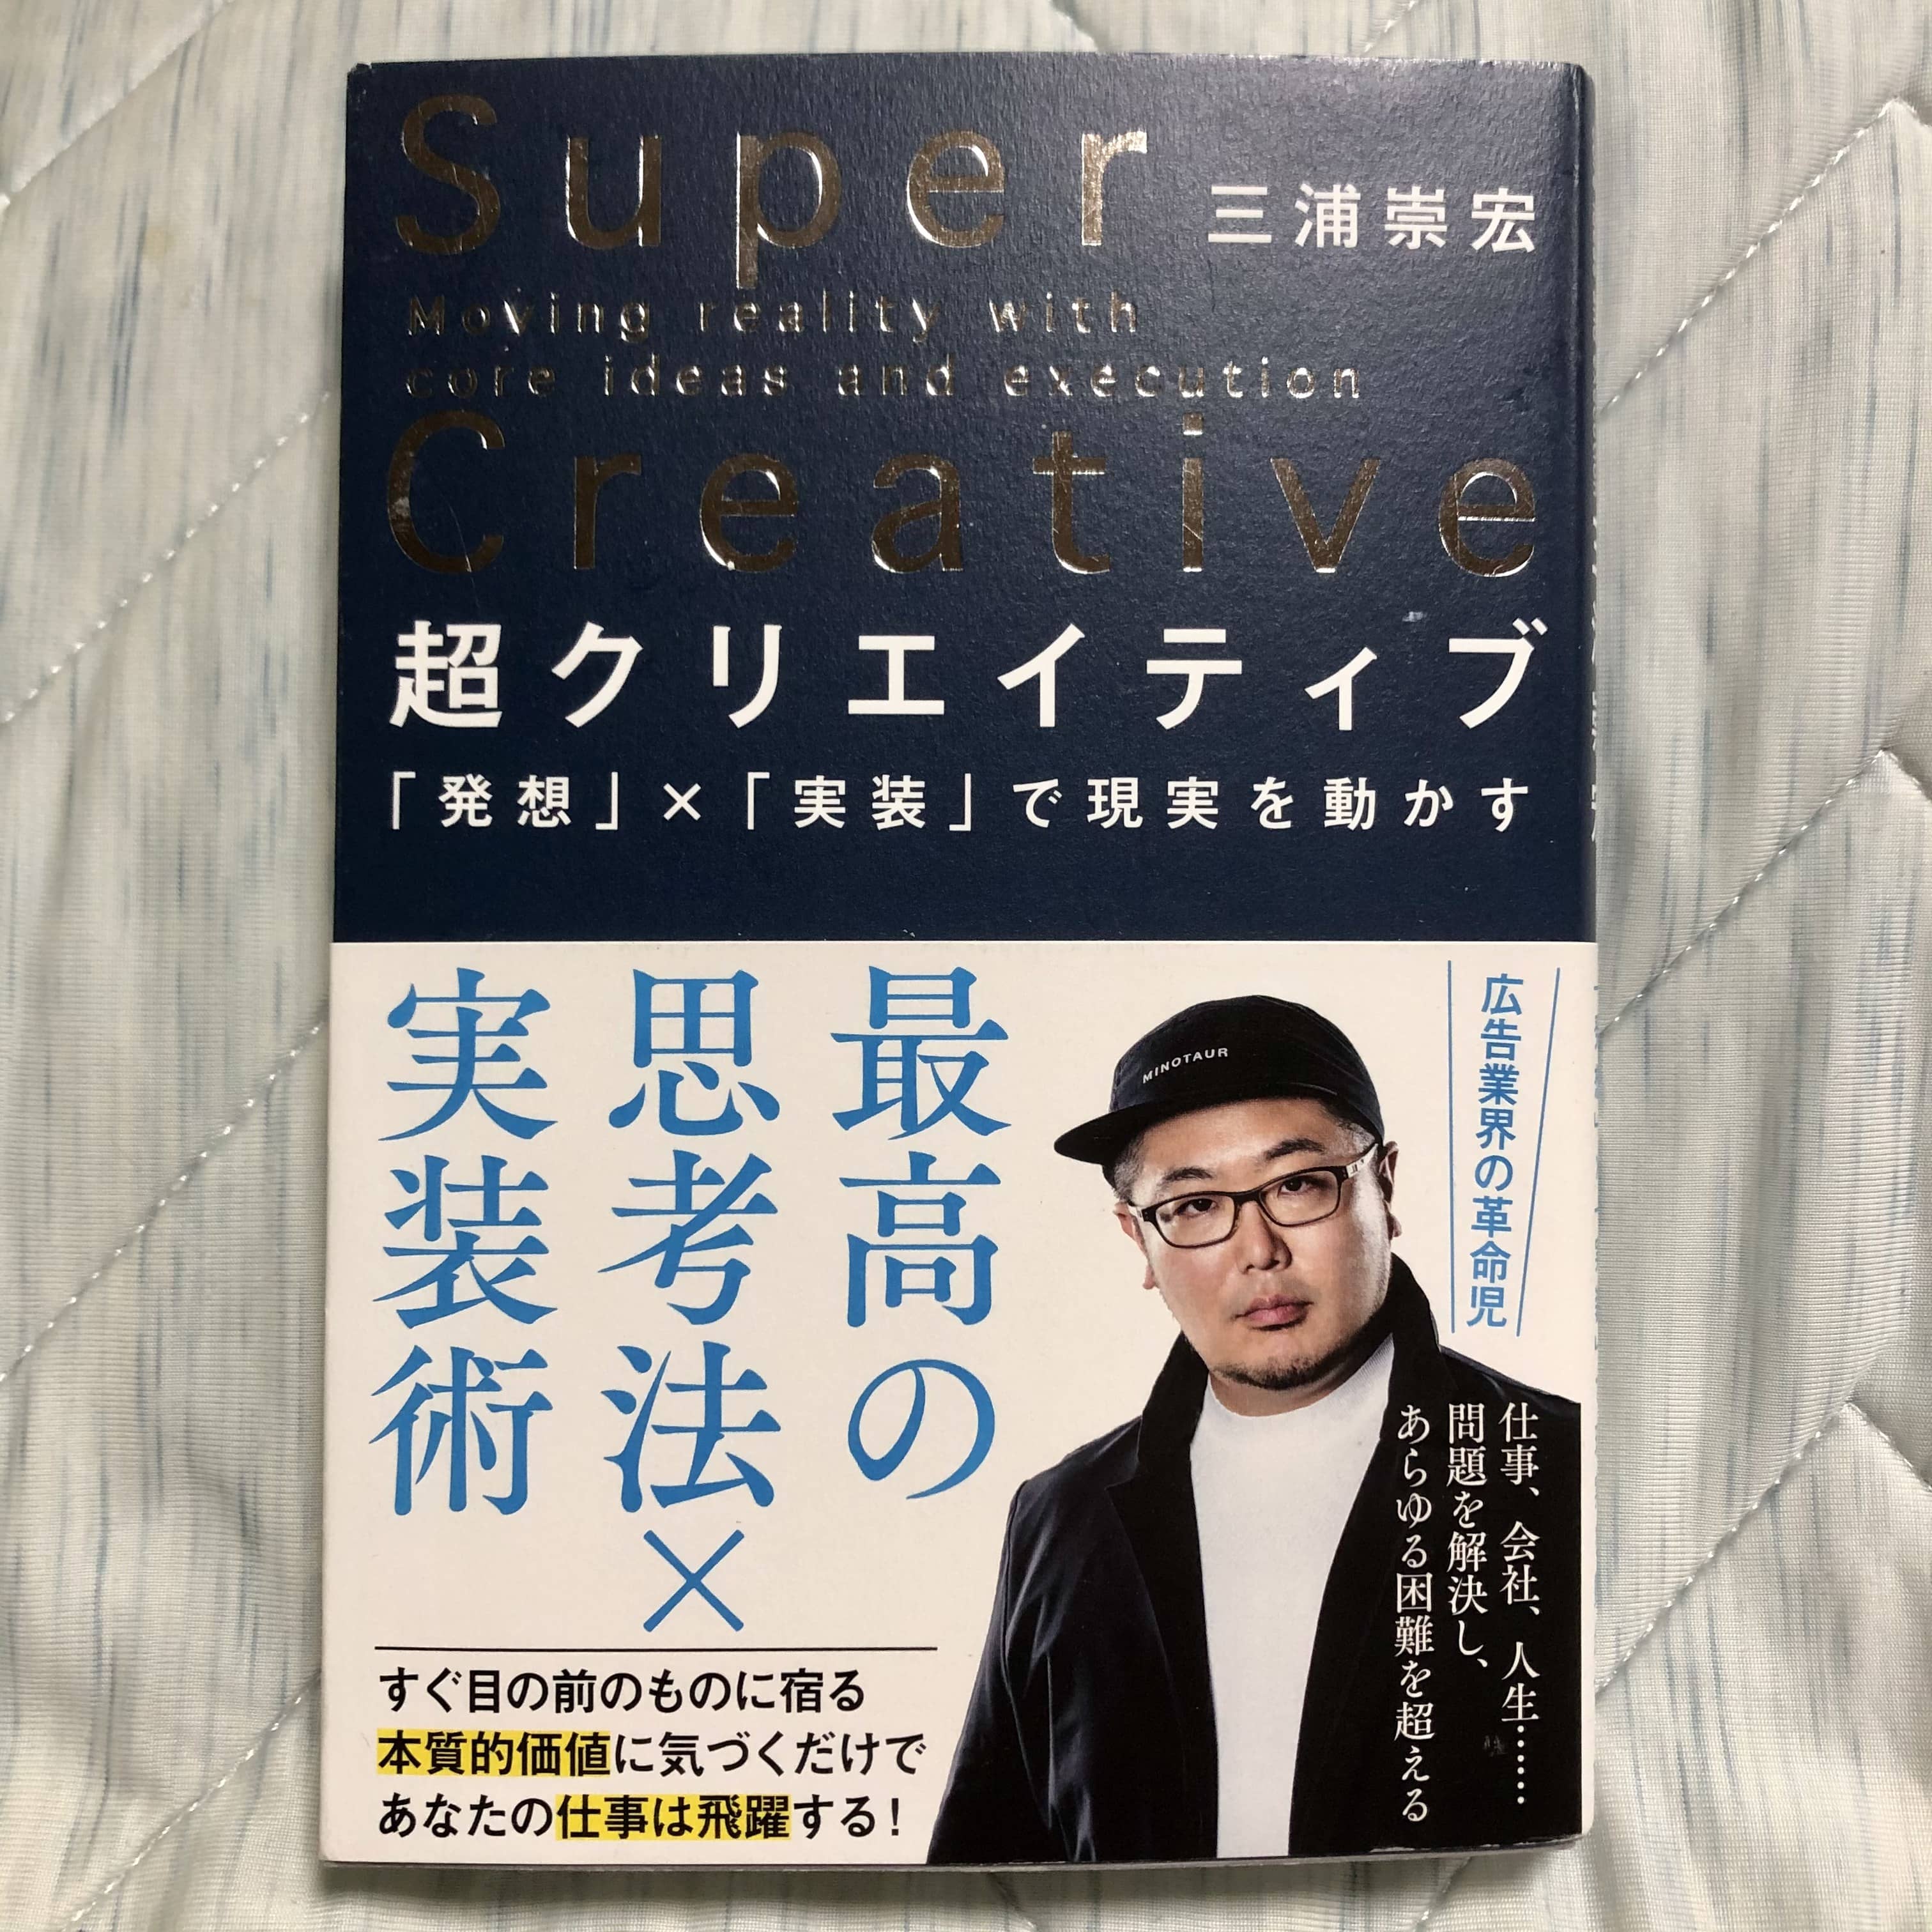 Super
三浦崇宏
Moving reality with
core ideas and execution
Creative
超クリエイティブ
「発想」×「実装」で現実を動かす
広告業界の革命児
最高の
思考法×
実装術
MINOTAUR
仕事、会社、人生……
問題を解決し、
あらゆる困難を超える
すぐ目の前のものに宿る
本質的価値に気づくだけで
あなたの仕事は飛躍する!